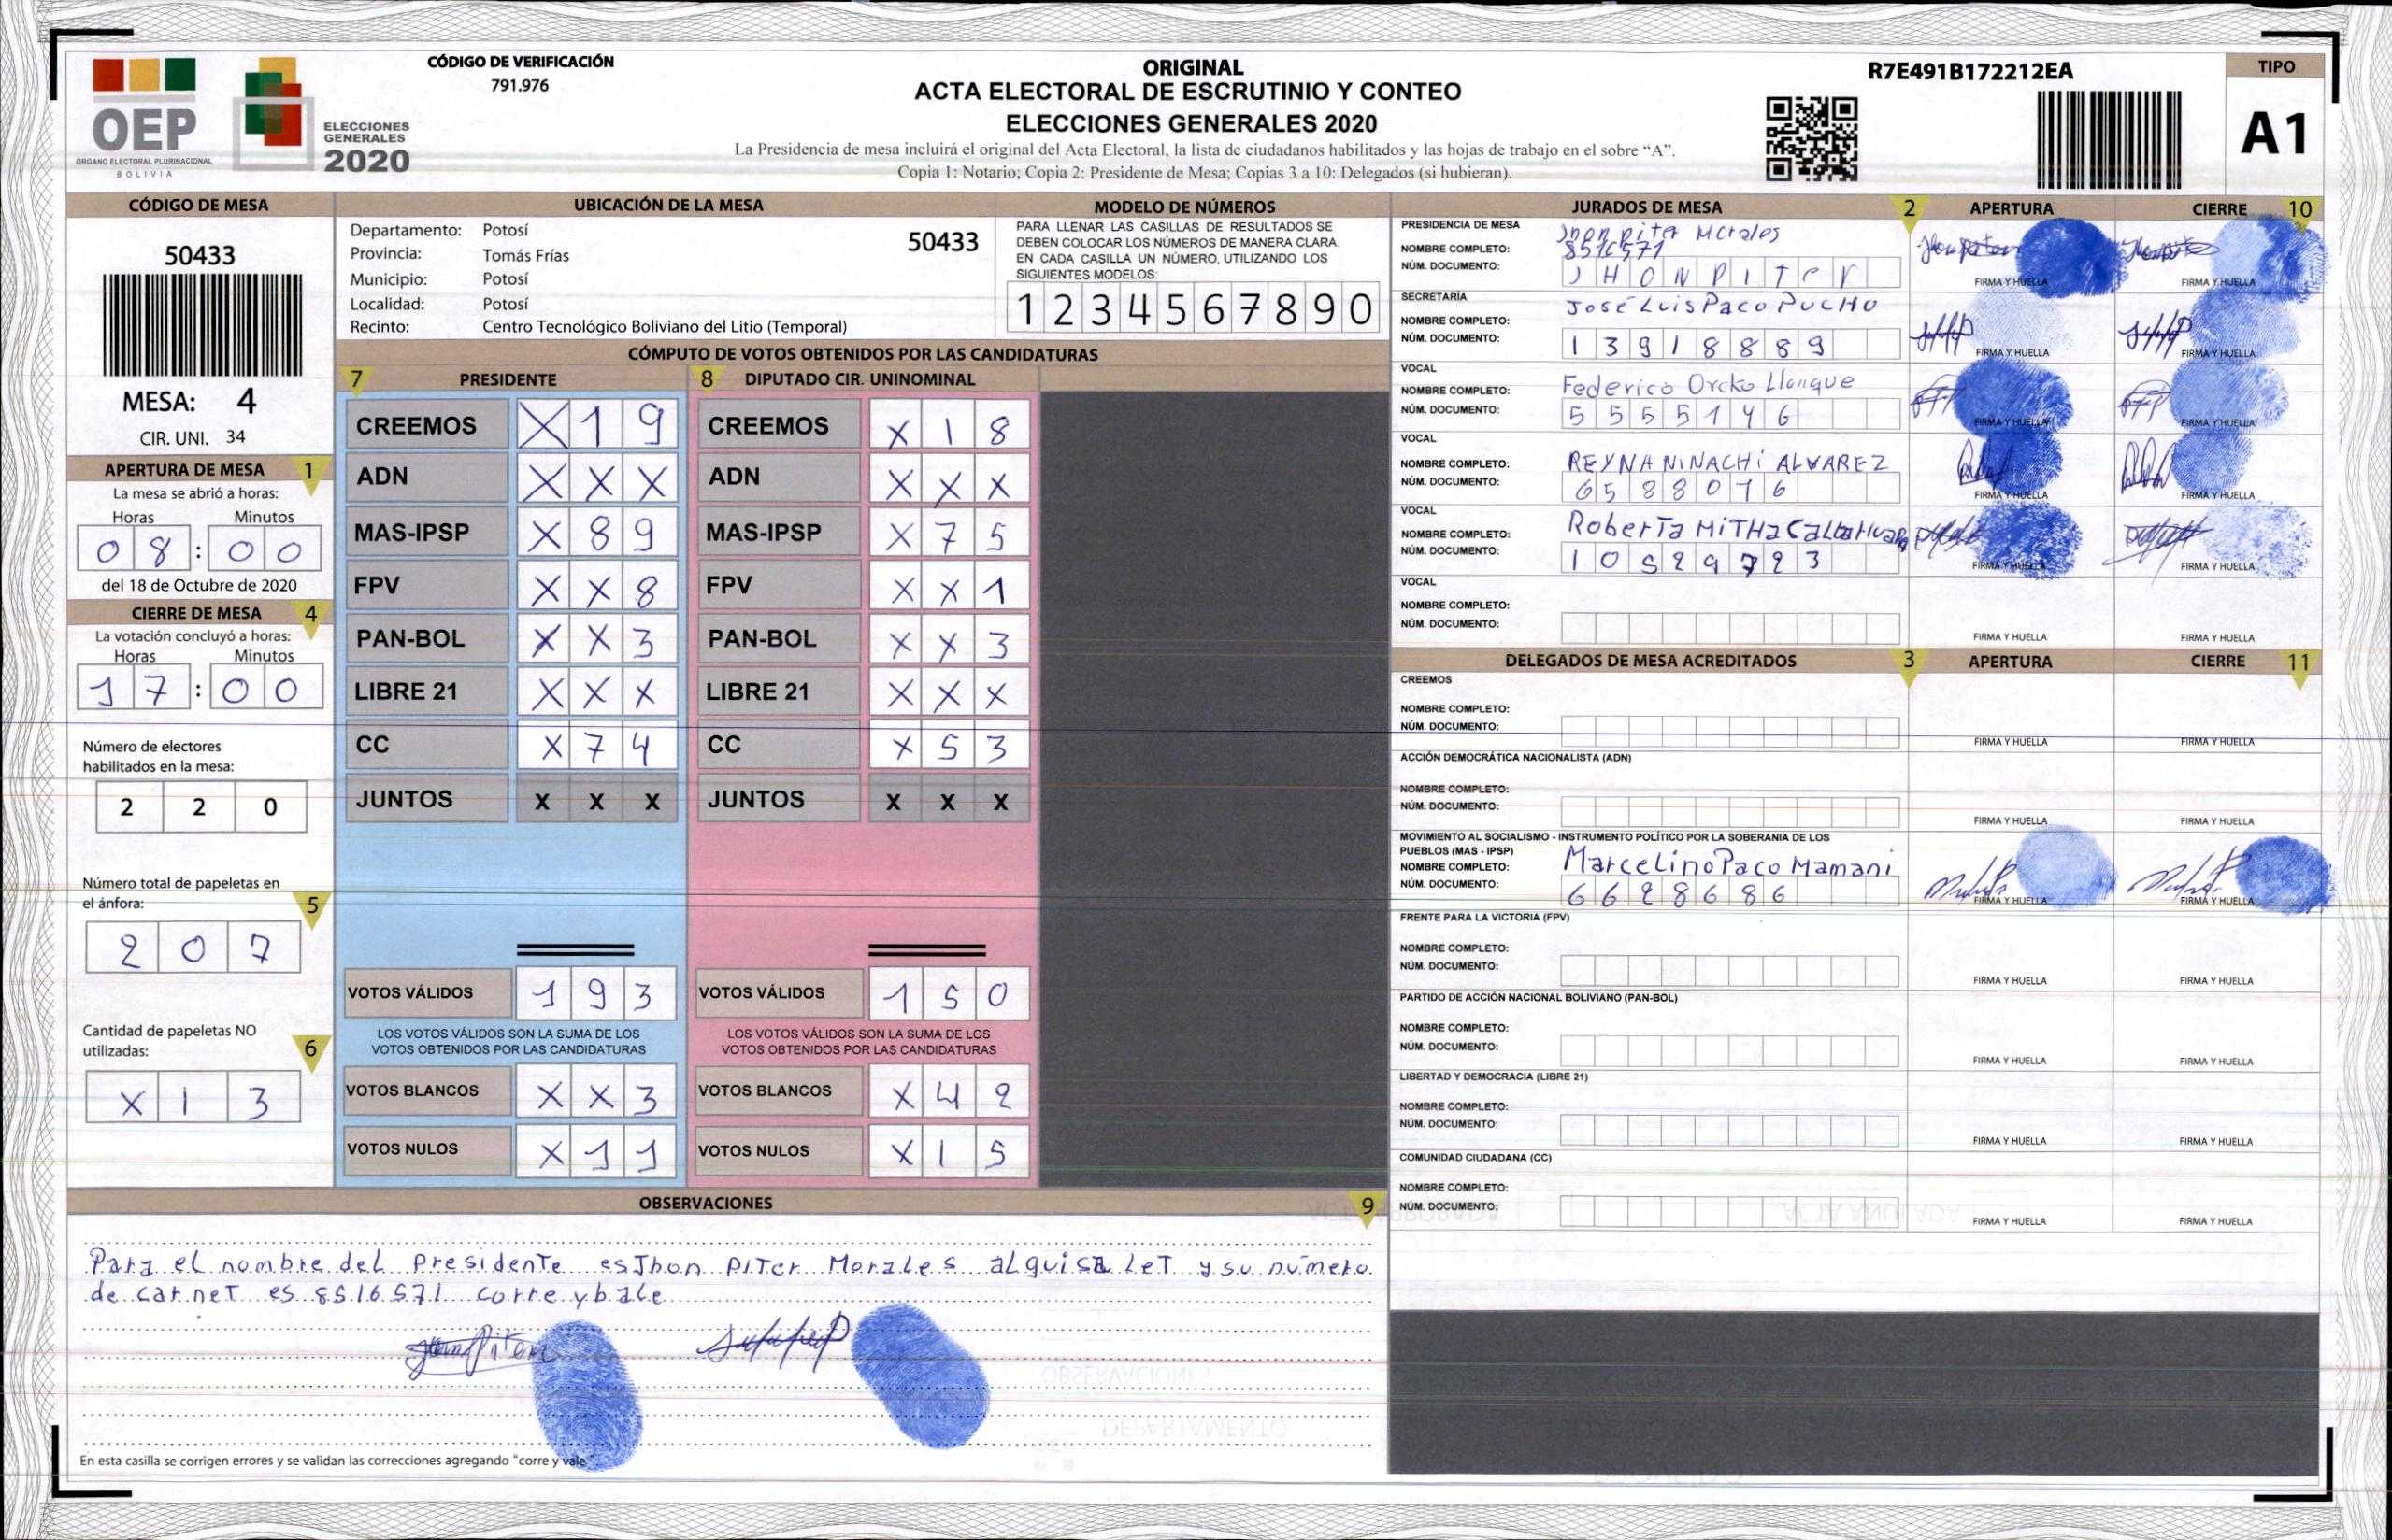 CÓDIGO DE VERIFICACIÓN
791.976
OEP
ÓRGANO ELECTORAL PLURINACIONAL
BOLIVIA
ELECCIONES
GENERALES
2020
ORIGINAL
ACTA ELECTORAL DE ESCRUTINIO Y CONTEO
ELECCIONES GENERALES 2020
La Presidencia de mesa incluirá el original del Acta Electoral, la lista de ciudadanos habilitados y las hojas de trabajo en el sobre “A”.
Copia 1: Notario; Copia 2: Presidente de Mesa; Copias 3 a 10: Delegados (si hubieran).
R7E491B172212EA
TIPO
A1
CÓDIGO DE MESA
50433
MESA: 4
CIR. UNI. 34
APERTURA DE MESA 1
La mesa se abrió a horas:
Horas Minutos
08:00
del 18 de Octubre de 2020
CIERRE DE MESA 4
La votación concluyó a horas:
Horas Minutos
17:00
Número de electores
habilitados en la mesa:
2 2 0
Número total de papeletas en
el ánfora: 5
2 0 7
Cantidad de papeletas NO
utilizadas: 6
X 1 3
UBICACIÓN DE LA MESA
Departamento: Potosí
50433
Provincia: Tomás Frías
Municipio: Potosí
Localidad: Potosí
Recinto: Centro Tecnológico Boliviano del Litio (Temporal)
MODELO DE NÚMEROS
PARA LLENAR LAS CASILLAS DE RESULTADOS SE
DEBEN COLOCAR LOS NÚMEROS DE MANERA CLARA.
EN CADA CASILLA UN NÚMERO, UTILIZANDO LOS
SIGUIENTES MODELOS:
1 2 3 4 5 6 7 8 9 0
CÓMPUTO DE VOTOS OBTENIDOS POR LAS CANDIDATURAS
7 PRESIDENTE
CREEMOS X 1 9
ADN X X X
MAS-IPSP X 8 9
FPV X X 8
PAN-BOL X X 3
LIBRE 21 X X X
CC X 7 4
JUNTOS X X X
VOTOS VÁLIDOS 1 9 3
LOS VOTOS VÁLIDOS SON LA SUMA DE LOS
VOTOS OBTENIDOS POR LAS CANDIDATURAS
VOTOS BLANCOS X X 3
VOTOS NULOS X 1 1
8 DIPUTADO CIR. UNINOMINAL
CREEMOS X 1 8
ADN X X X
MAS-IPSP X 7 5
FPV X X 1
PAN-BOL X X 3
LIBRE 21 X X X
CC X 5 3
JUNTOS X X X
VOTOS VÁLIDOS 1 5 0
LOS VOTOS VÁLIDOS SON LA SUMA DE LOS
VOTOS OBTENIDOS POR LAS CANDIDATURAS
VOTOS BLANCOS X 4 2
VOTOS NULOS X 1 5
OBSERVACIONES 9
Para el nombre del Presidente es Jhon PiTer Morales alguisa LeT y su número
de carneT es 8516571 corre y bale
En esta casilla se corrigen errores y se validan las correcciones agregando "corre y vale"
JURADOS DE MESA 2 APERTURA CIERRE 10
PRESIDENCIA DE MESA
NOMBRE COMPLETO: Jhon piter Morales
8516571
NÚM. DOCUMENTO: J H O N P I T e r
FIRMA Y HUELLA FIRMA Y HUELLA
SECRETARÍA
NOMBRE COMPLETO: José Luis Paco PUCHO
NÚM. DOCUMENTO: 1 3 9 1 8 8 8 9
FIRMA Y HUELLA FIRMA Y HUELLA
VOCAL
NOMBRE COMPLETO: Federico Orcko Llanque
NÚM. DOCUMENTO: 5 5 5 5 1 4 6
FIRMA Y HUELLA FIRMA Y HUELLA
VOCAL
NOMBRE COMPLETO: REYNA NINACHÍ ALVAREZ
NÚM. DOCUMENTO: 6 5 8 8 0 7 6
FIRMA Y HUELLA FIRMA Y HUELLA
VOCAL
NOMBRE COMPLETO: RoberTa MiTHa
NÚM. DOCUMENTO: 1 0 5 2 9 7 2 3
FIRMA Y HUELLA FIRMA Y HUELLA
VOCAL
NOMBRE COMPLETO:
NÚM. DOCUMENTO:
FIRMA Y HUELLA FIRMA Y HUELLA
DELEGADOS DE MESA ACREDITADOS 3 APERTURA CIERRE 11
CREEMOS
NOMBRE COMPLETO:
NÚM. DOCUMENTO:
FIRMA Y HUELLA FIRMA Y HUELLA
ACCIÓN DEMOCRÁTICA NACIONALISTA (ADN)
NOMBRE COMPLETO:
NÚM. DOCUMENTO:
FIRMA Y HUELLA FIRMA Y HUELLA
MOVIMIENTO AL SOCIALISMO - INSTRUMENTO POLÍTICO POR LA SOBERANIA DE LOS
PUEBLOS (MAS - IPSP)
NOMBRE COMPLETO: Marcelino Paco Mamani
NÚM. DOCUMENTO: 6 6 2 8 6 8 6
FIRMA Y HUELLA FIRMA Y HUELLA
FRENTE PARA LA VICTORIA (FPV)
NOMBRE COMPLETO:
NÚM. DOCUMENTO:
FIRMA Y HUELLA FIRMA Y HUELLA
PARTIDO DE ACCIÓN NACIONAL BOLIVIANO (PAN-BOL)
NOMBRE COMPLETO:
NÚM. DOCUMENTO:
FIRMA Y HUELLA FIRMA Y HUELLA
LIBERTAD Y DEMOCRACIA (LIBRE 21)
NOMBRE COMPLETO:
NÚM. DOCUMENTO:
FIRMA Y HUELLA FIRMA Y HUELLA
COMUNIDAD CIUDADANA (CC)
NOMBRE COMPLETO:
NÚM. DOCUMENTO:
FIRMA Y HUELLA FIRMA Y HUELLA